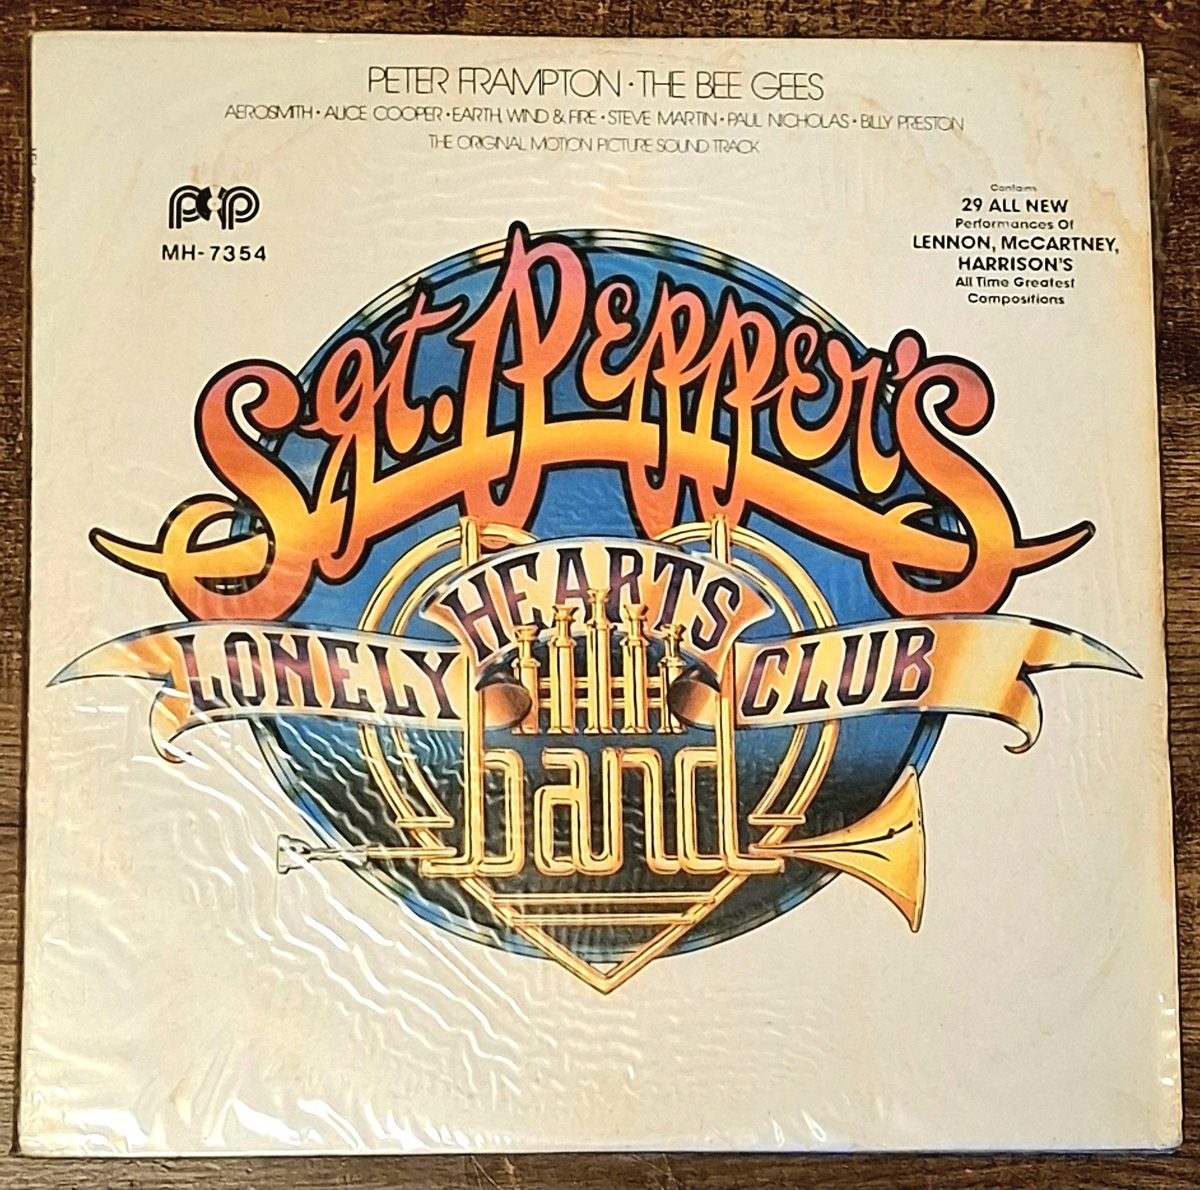 PETER FRAMPTON · THE BEE GEES
AEROSMITH · ALICE COOPER · EARTH, WIND & FIRE · STEVE MARTIN · PAUL NICHOLAS · BILLY PRESTON
THE ORIGINAL MOTION PICTURE SOUND TRACK
pop
MH-7354
Contains
29 ALL NEW
Performances Of
LENNON, McCARTNEY,
HARRISON'S
All Time Greatest
Compositions
Sgt. Pepper's
LONELY HEARTS CLUB
band